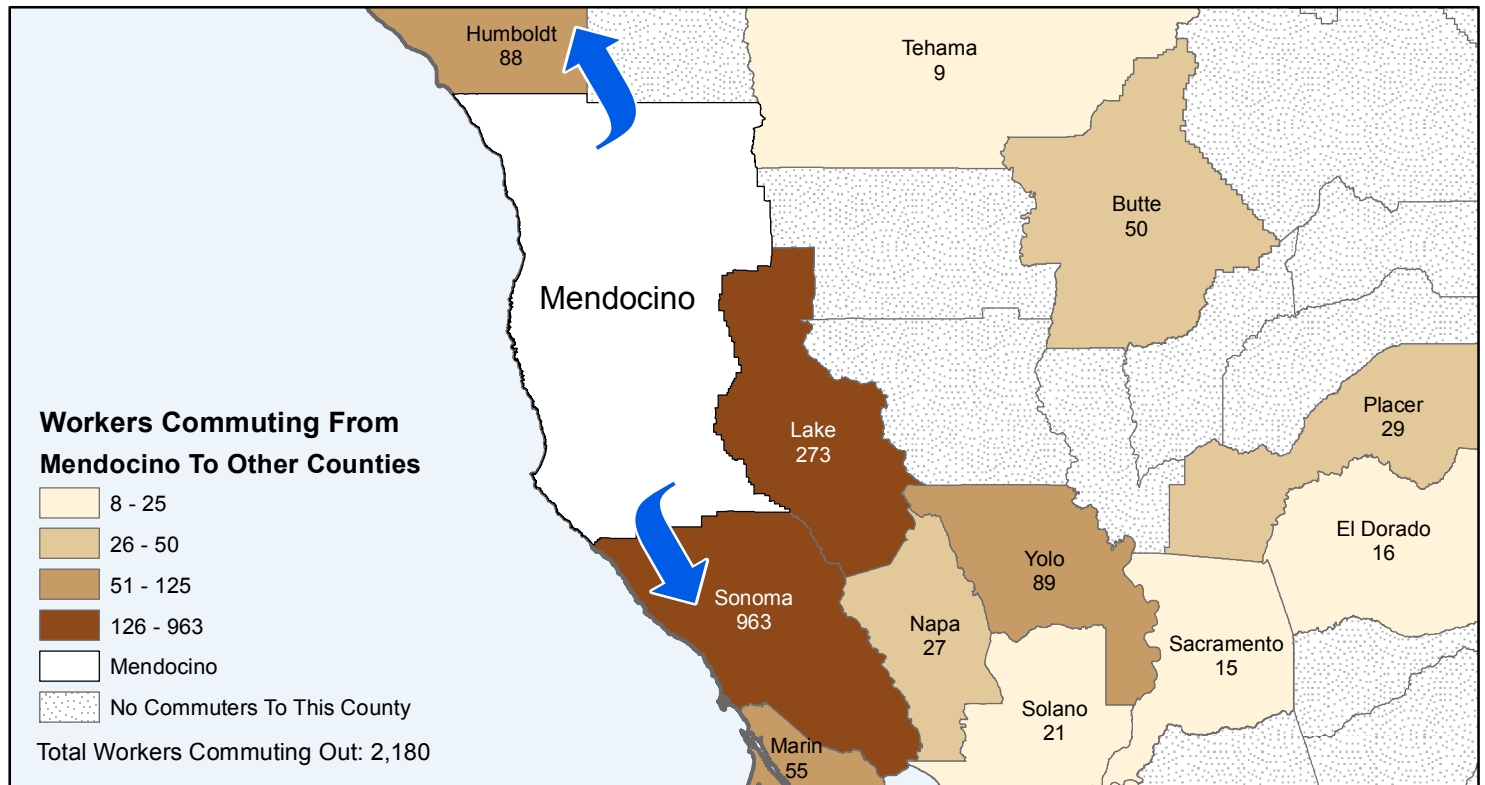 Humboldt
88
Tehama
9
Butte
50
Mendocino
Placer
29
Lake
273
El Dorado
16
Yolo
89
Sonoma
963
Napa
27
Sacramento
15
Solano
21
Marin
55
Workers Commuting From
Mendocino To Other Counties
8 - 25
26 - 50
51 - 125
126 - 963
Mendocino
No Commuters To This County
Total Workers Commuting Out: 2,180